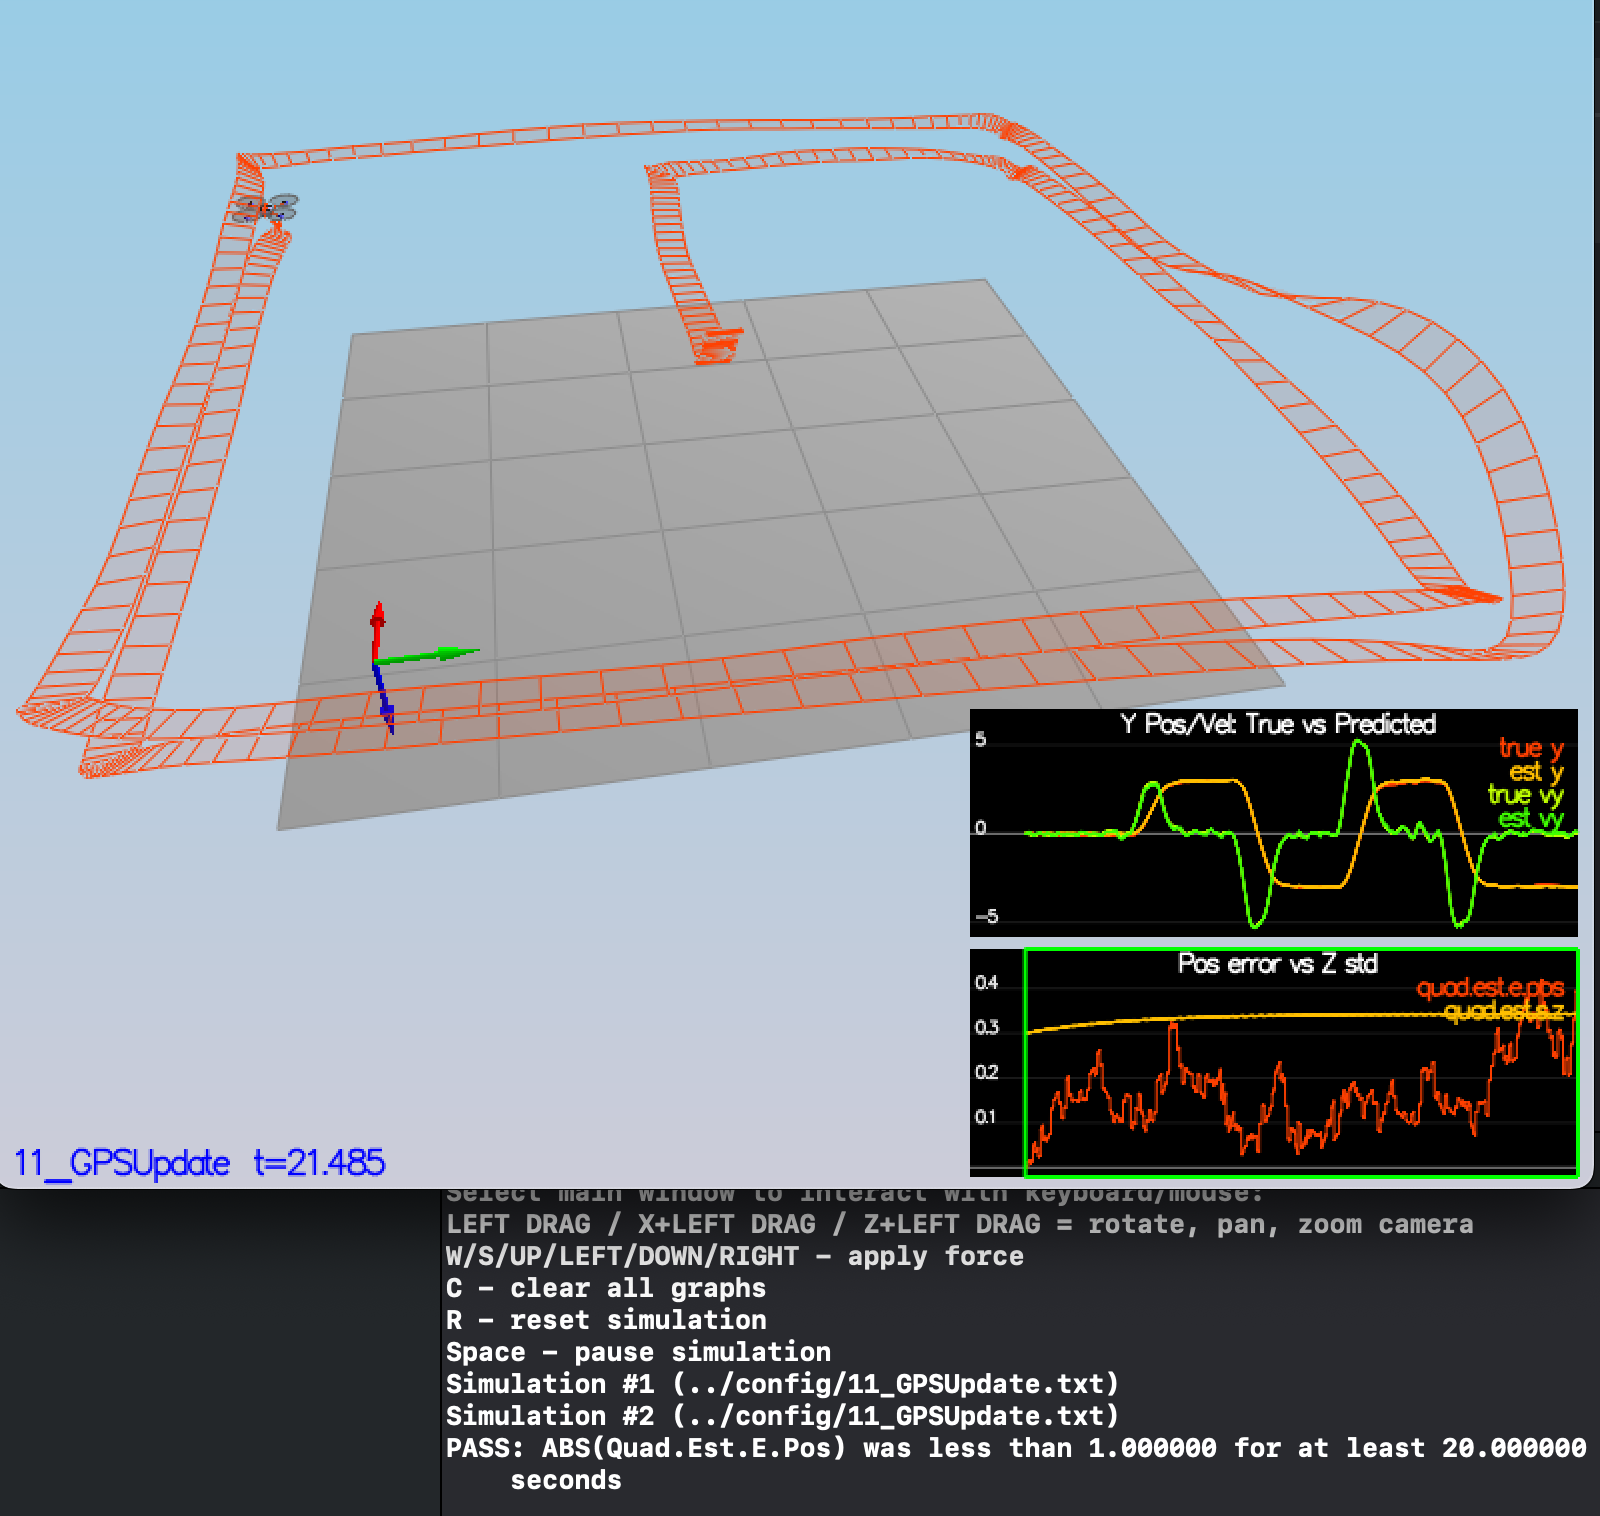 Y Pos/Vel: True vs Predicted
5
true y
est y
true vy
est vy
0
-5
Pos error vs Z std
0.4
quad.est.e.pos
quad.est.s.z
0.3
0.2
0.1
11_GPSUpdate t=21.485
Select main window to interact with keyboard/mouse:
LEFT DRAG / X+LEFT DRAG / Z+LEFT DRAG = rotate, pan, zoom camera
W/S/UP/LEFT/DOWN/RIGHT - apply force
C - clear all graphs
R - reset simulation
Space - pause simulation
Simulation #1 (../config/11_GPSUpdate.txt)
Simulation #2 (../config/11_GPSUpdate.txt)
PASS: ABS(Quad.Est.E.Pos) was less than 1.000000 for at least 20.000000
seconds